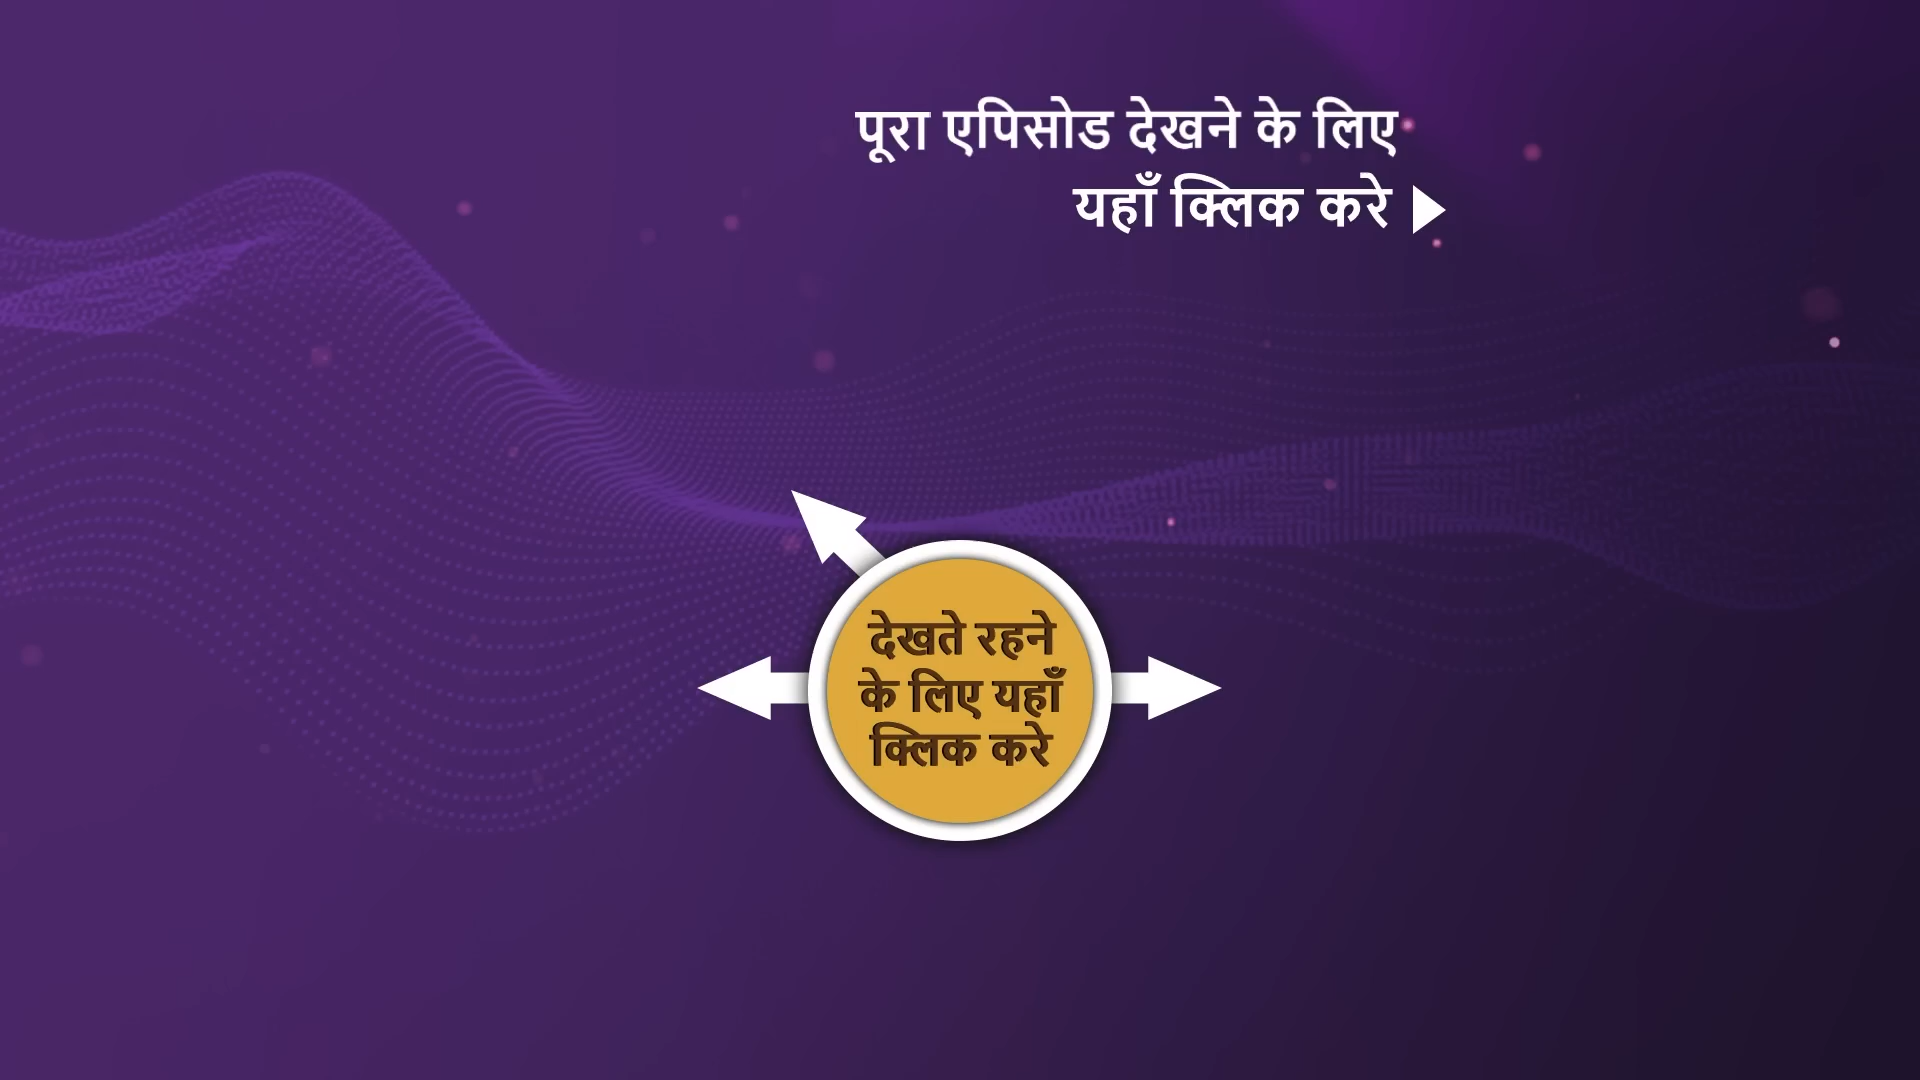 पूरा एपिसोड देखने के लिए
यहाँ क्लिक करे
देखते रहने
के लिए यहाँ
क्लिक करे